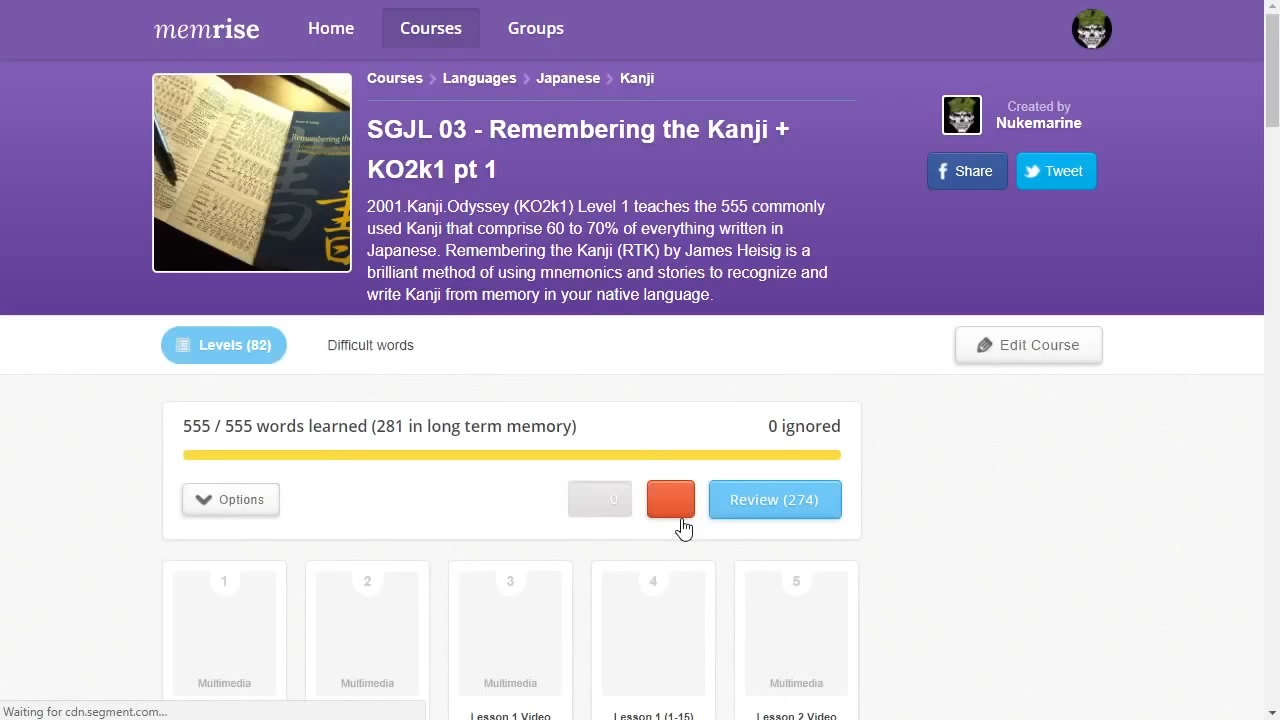 memrise Home Courses Groups
Courses Languages Japanese Kanji
Created by
Nukemarine
SGJL 03 - Remembering the Kanji +
KO2k1 pt 1
Share Tweet
2001.Kanji.Odyssey (KO2k1) Level 1 teaches the 555 commonly
used Kanji that comprise 60 to 70% of everything written in
Japanese. Remembering the Kanji (RTK) by James Heisig is a
brilliant method of using mnemonics and stories to recognize and
write Kanji from memory in your native language.
Levels (82) Difficult words Edit Course
555 / 555 words learned (281 in long term memory) 0 ignored
Options 0 Review (274)
1 2 3 4 5
Multimedia Multimedia Multimedia Multimedia
Lesson 1 Video Lesson 1 (1-15) Lesson 2 Video
Waiting for cdn.segment.com...